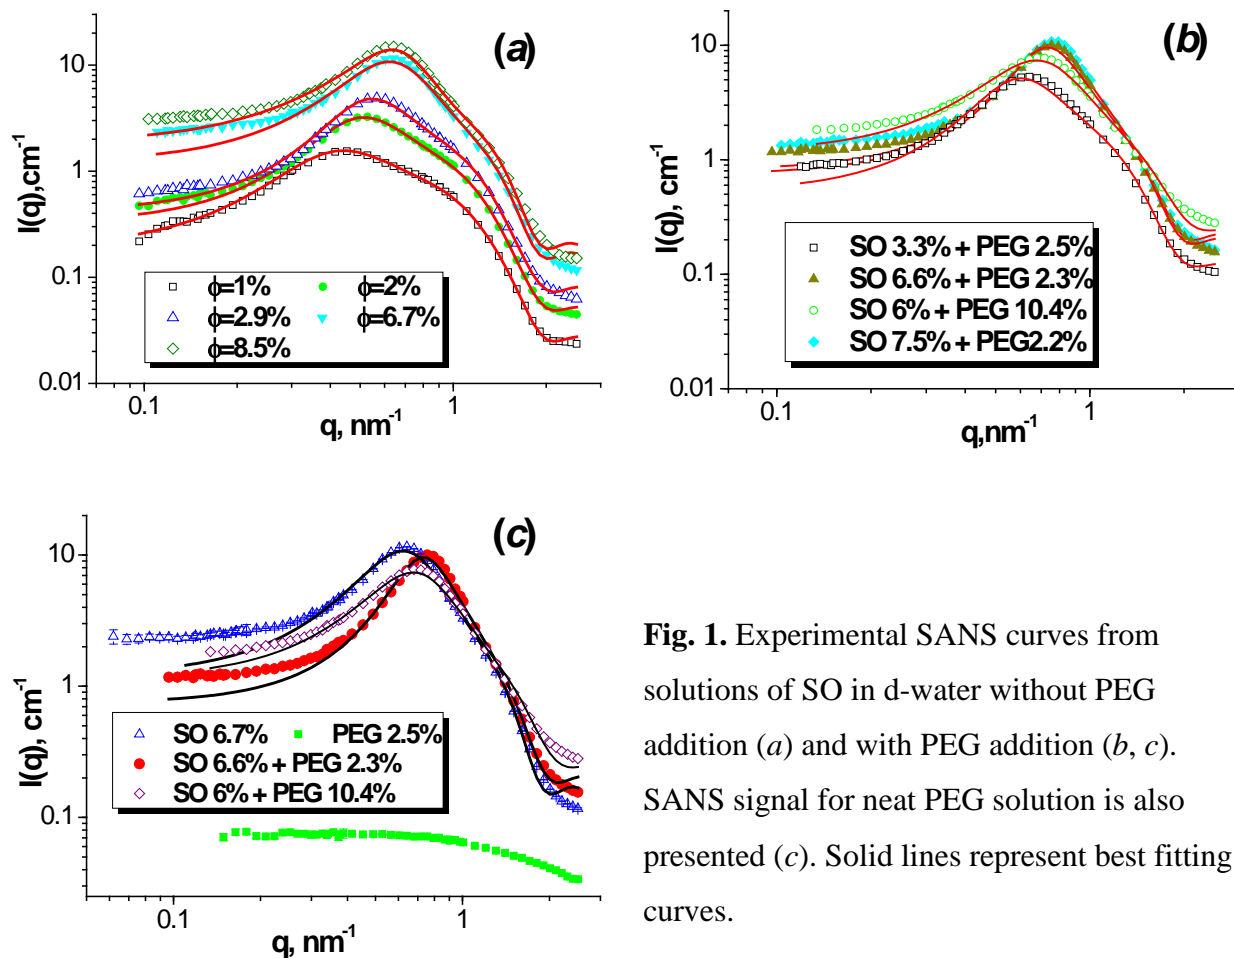 (a)
10
1
0.1
0.01
I(q),cm-1
ϕ=1% ϕ=2%
ϕ=2.9% ϕ=6.7%
ϕ=8.5%
0.1 1
q, nm-1
(b)
10
1
0.1
0.01
I(q), cm-1
SO 3.3% + PEG 2.5%
SO 6.6% + PEG 2.3%
SO 6% + PEG 10.4%
SO 7.5% + PEG2.2%
0.1 1
q,nm-1
(c)
10
1
0.1
I(q), cm-1
SO 6.7% PEG 2.5%
SO 6.6% + PEG 2.3%
SO 6% + PEG 10.4%
0.1 1
q, nm-1
Fig. 1. Experimental SANS curves from
solutions of SO in d-water without PEG
addition (a) and with PEG addition (b, c).
SANS signal for neat PEG solution is also
presented (c). Solid lines represent best fitting
curves.